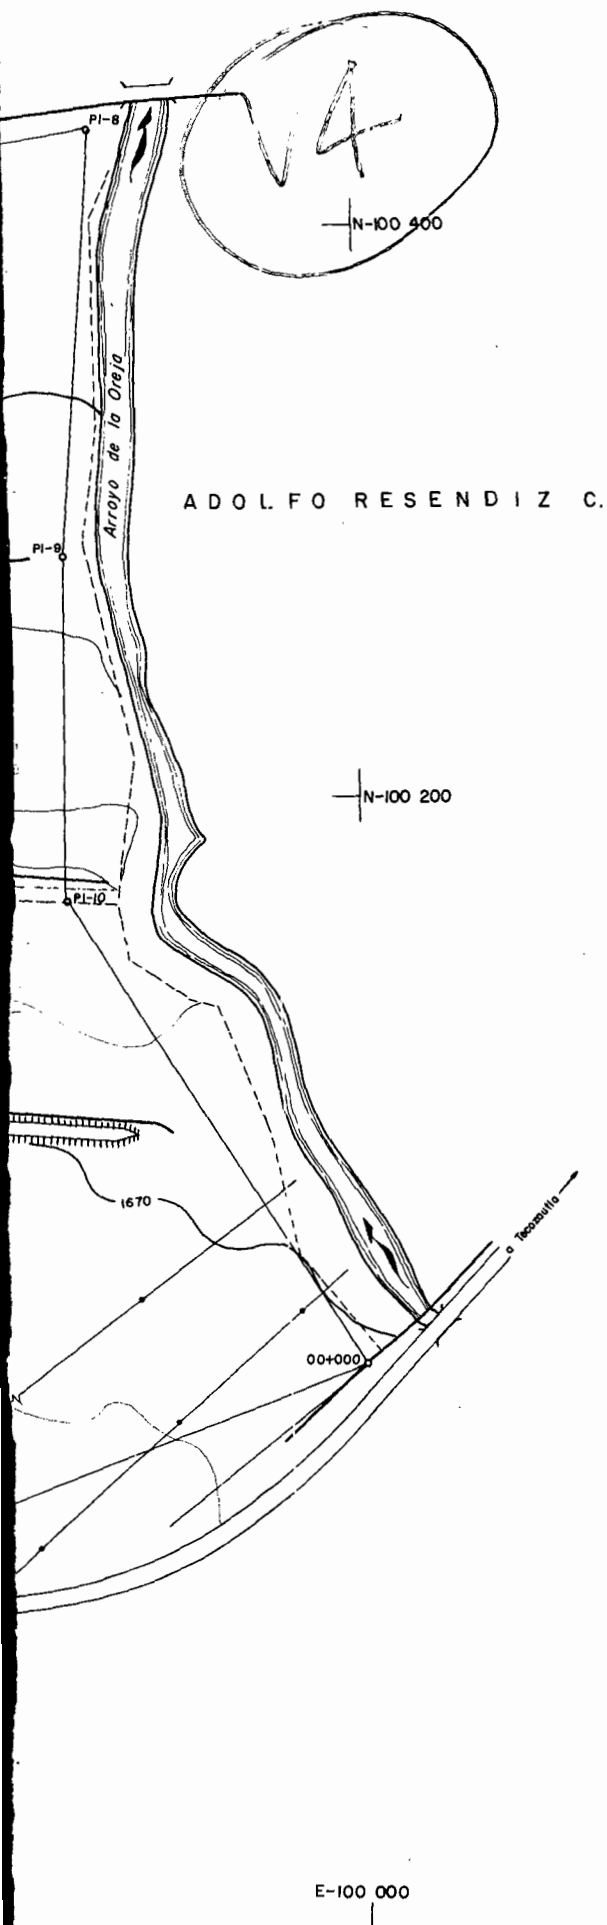 V4
PI-8
N-100 400
Arroyo de la Oreja
ADOLFO RESENDIZ C.
PI-9
N-100 200
PI-10
1670
a Tecozautla
00+000
E-100 000